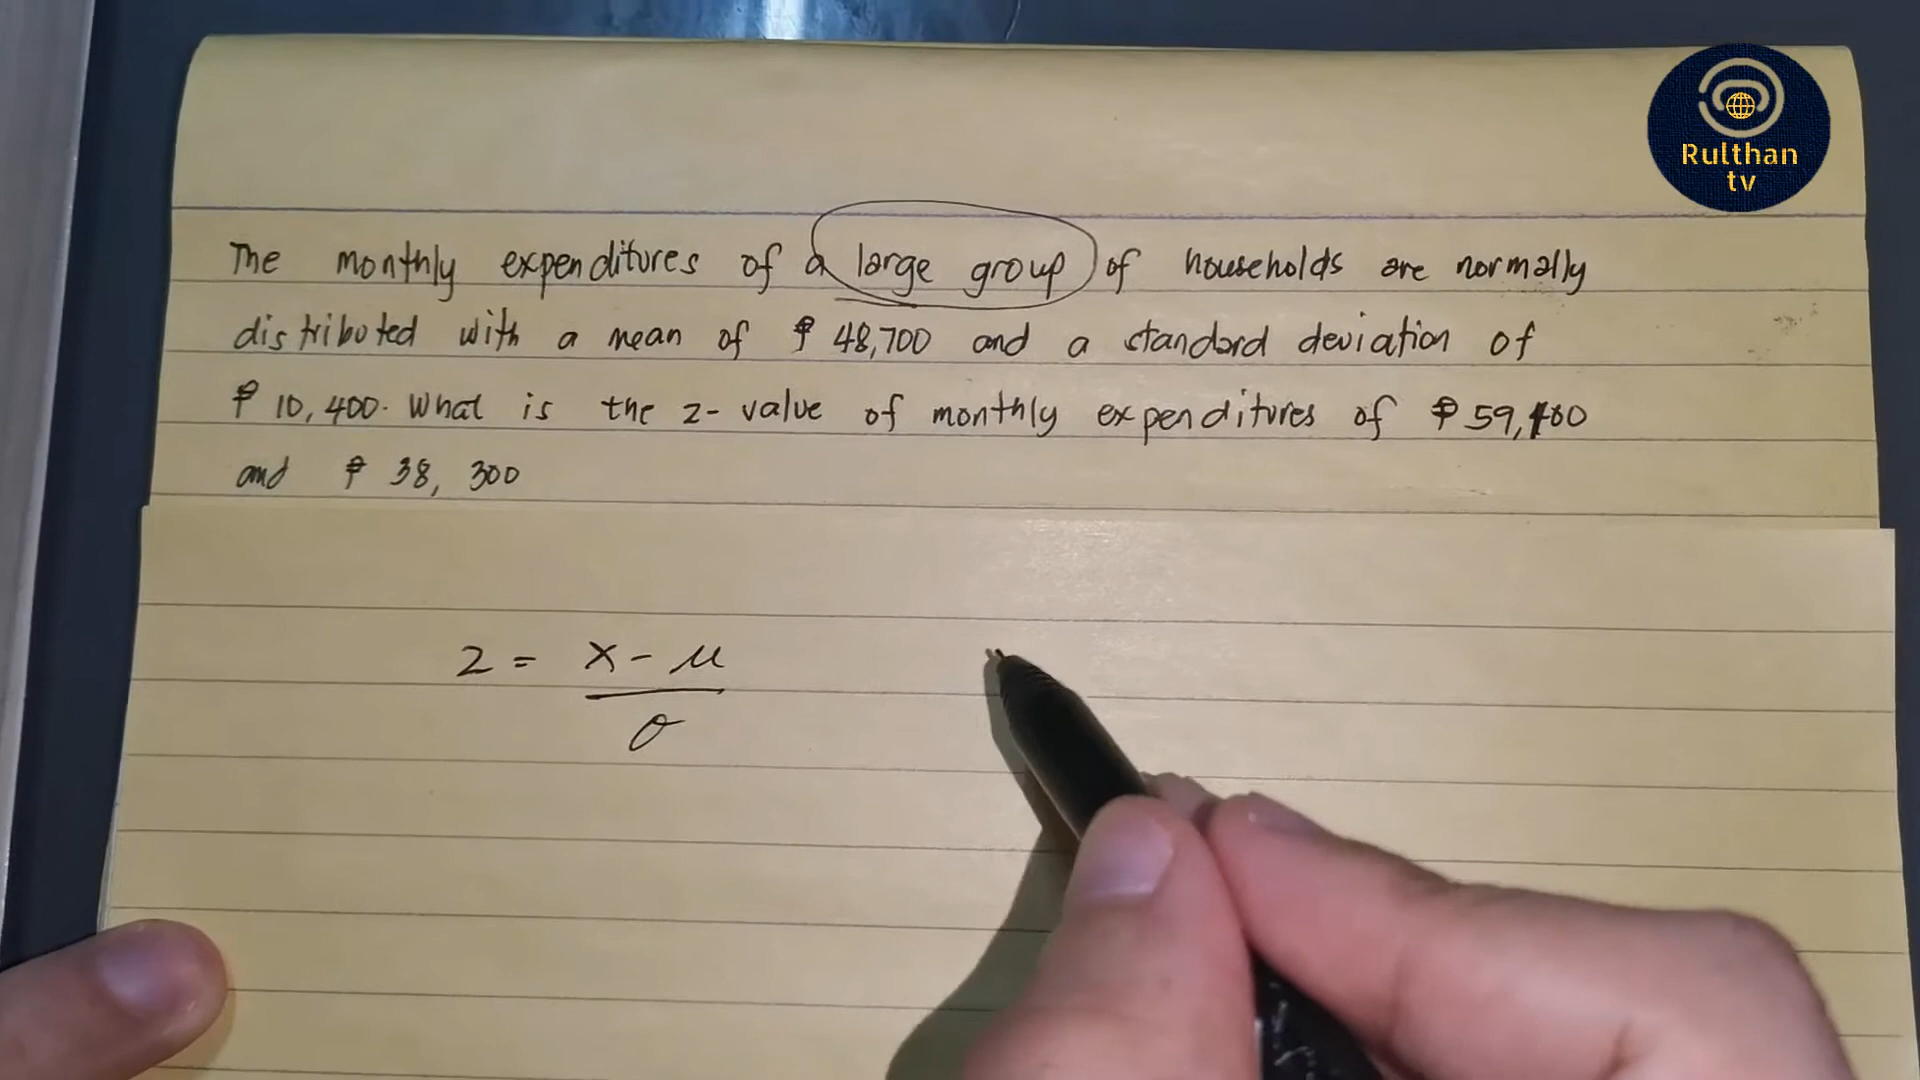 Rulthan
tv
The monthly expenditures of a large group of households are normally
distributed with a mean of ₱ 48,700 and a standard deviation of
₱ 10,400. What is the z-value of monthly expenditures of ₱ 59,100
and ₱ 38, 300
z = x - μ
σ